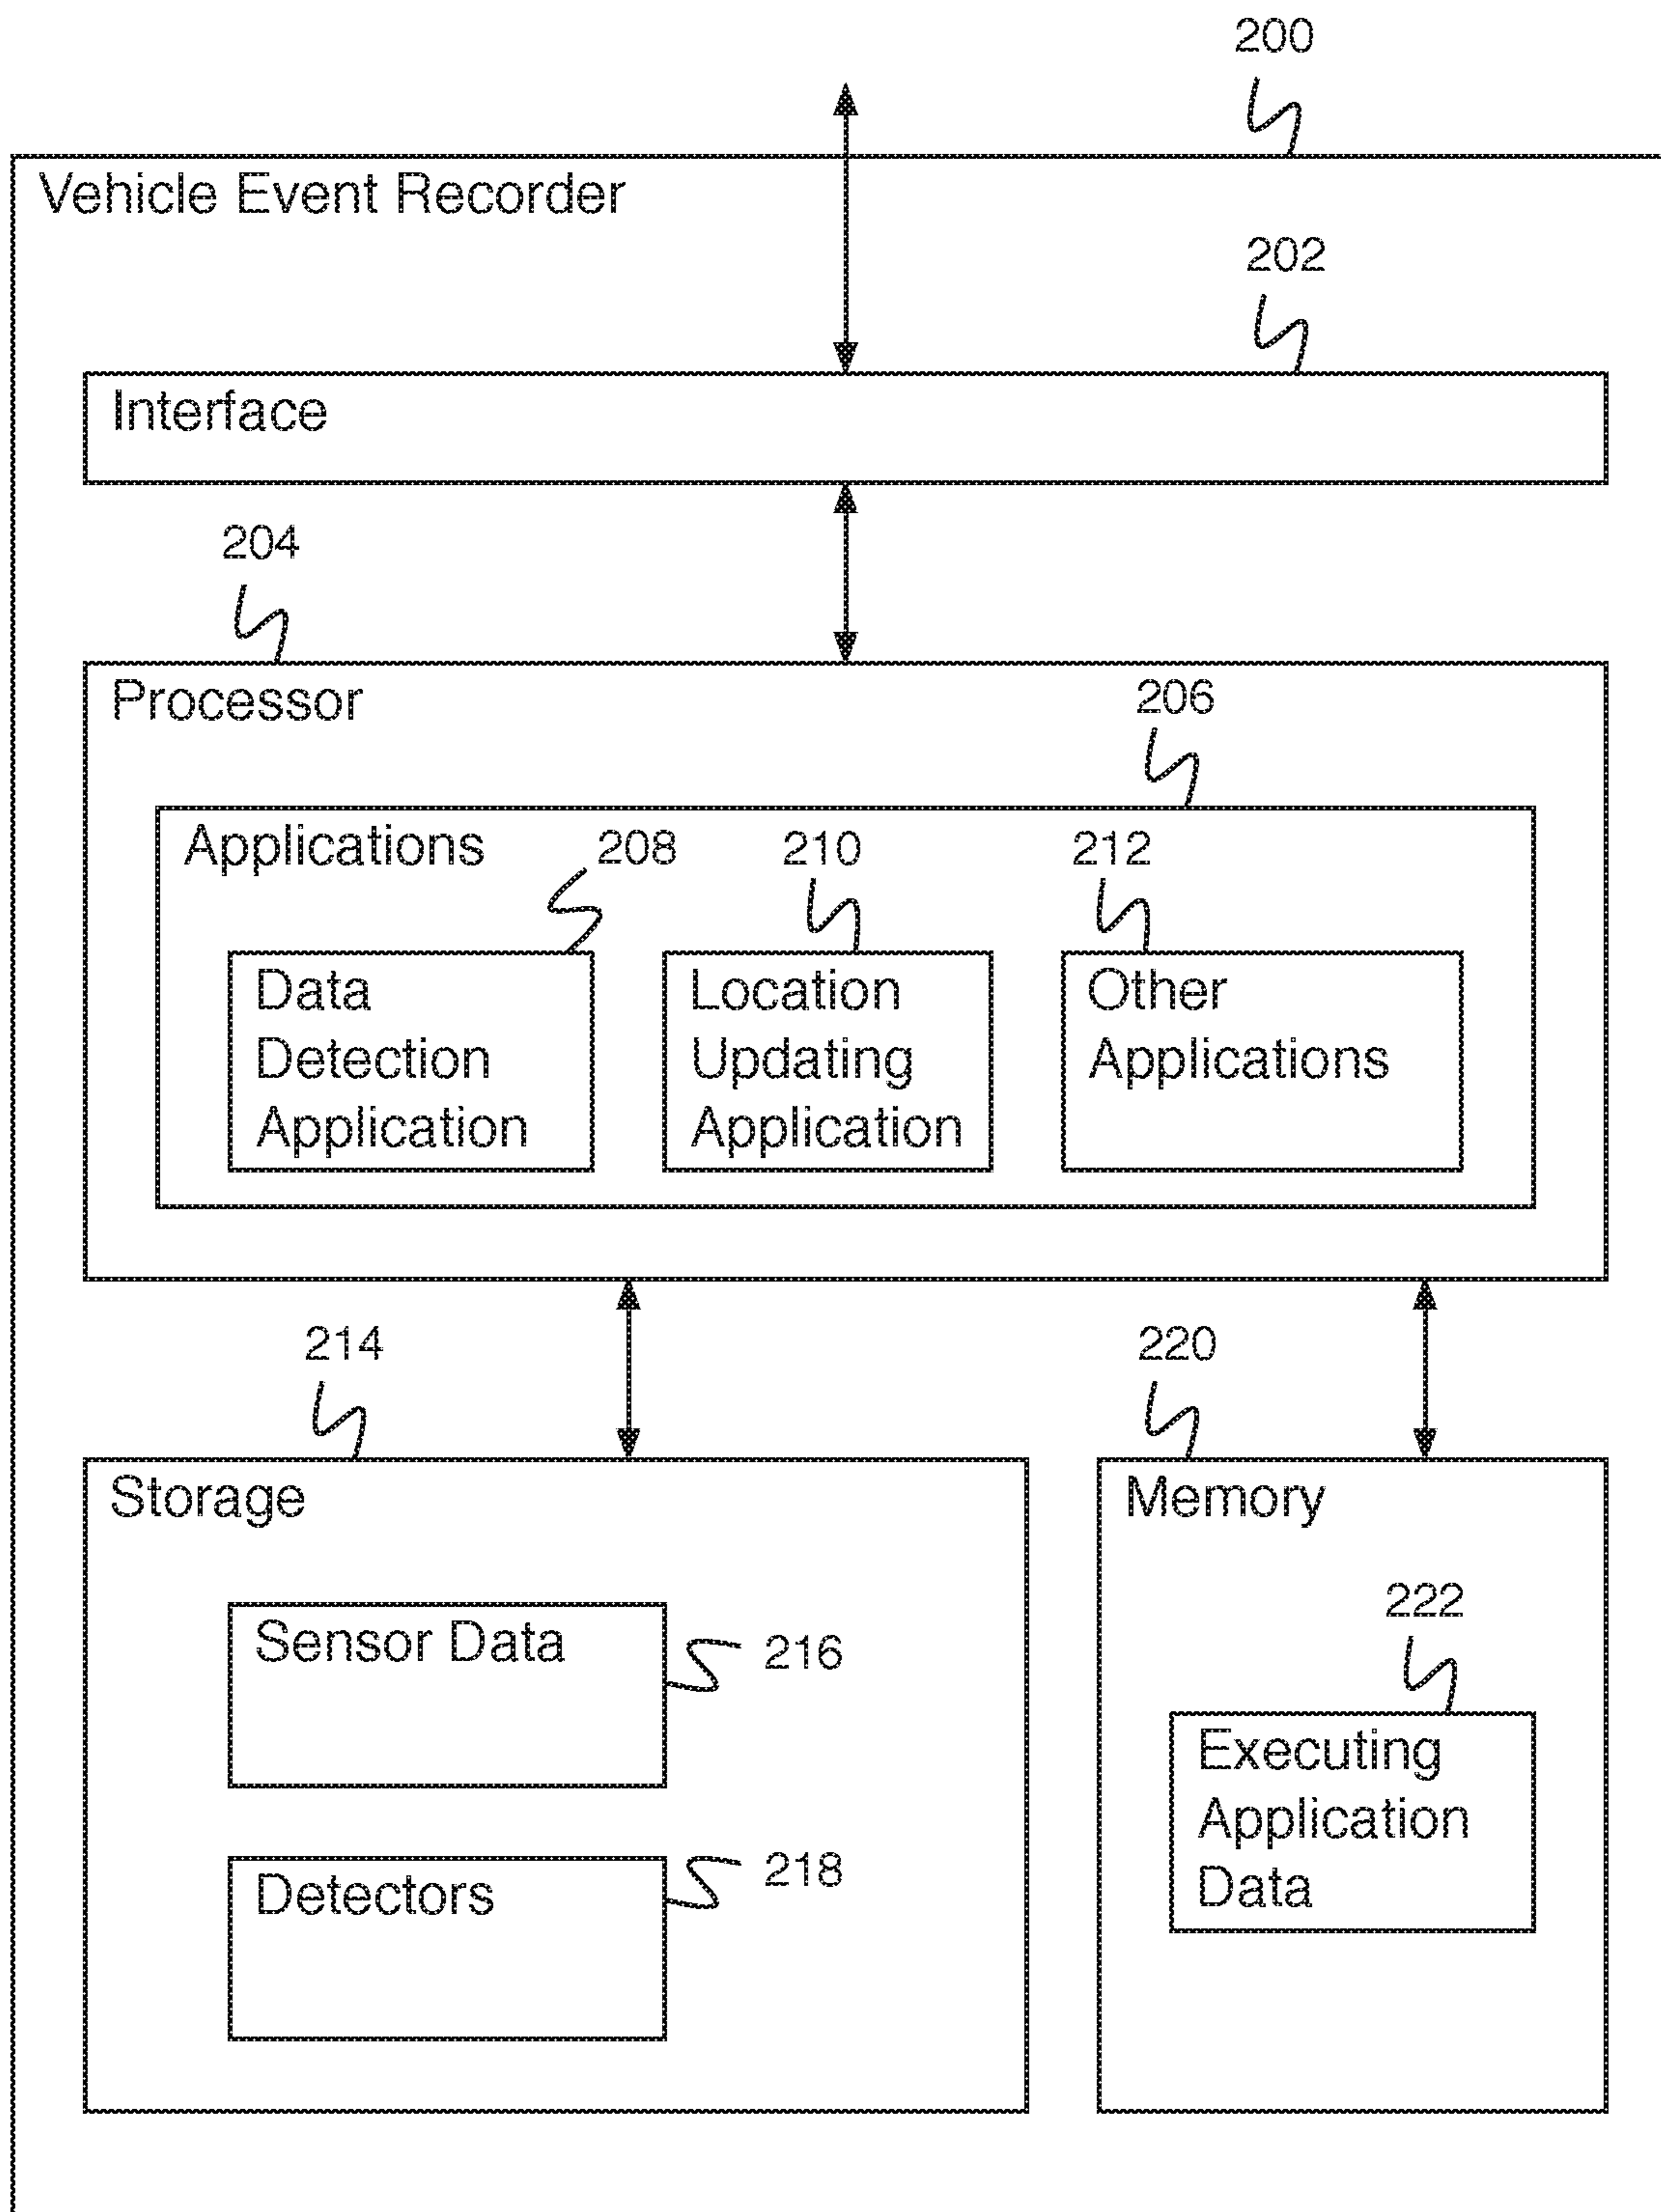 200
Vehicle Event Recorder
202
Interface
204
Processor
206
Applications
208
210
212
Data
Detection
Application
Location
Updating
Application
Other
Applications
214
220
Storage
Memory
Sensor Data
216
222
Executing
Application
Data
Detectors
218